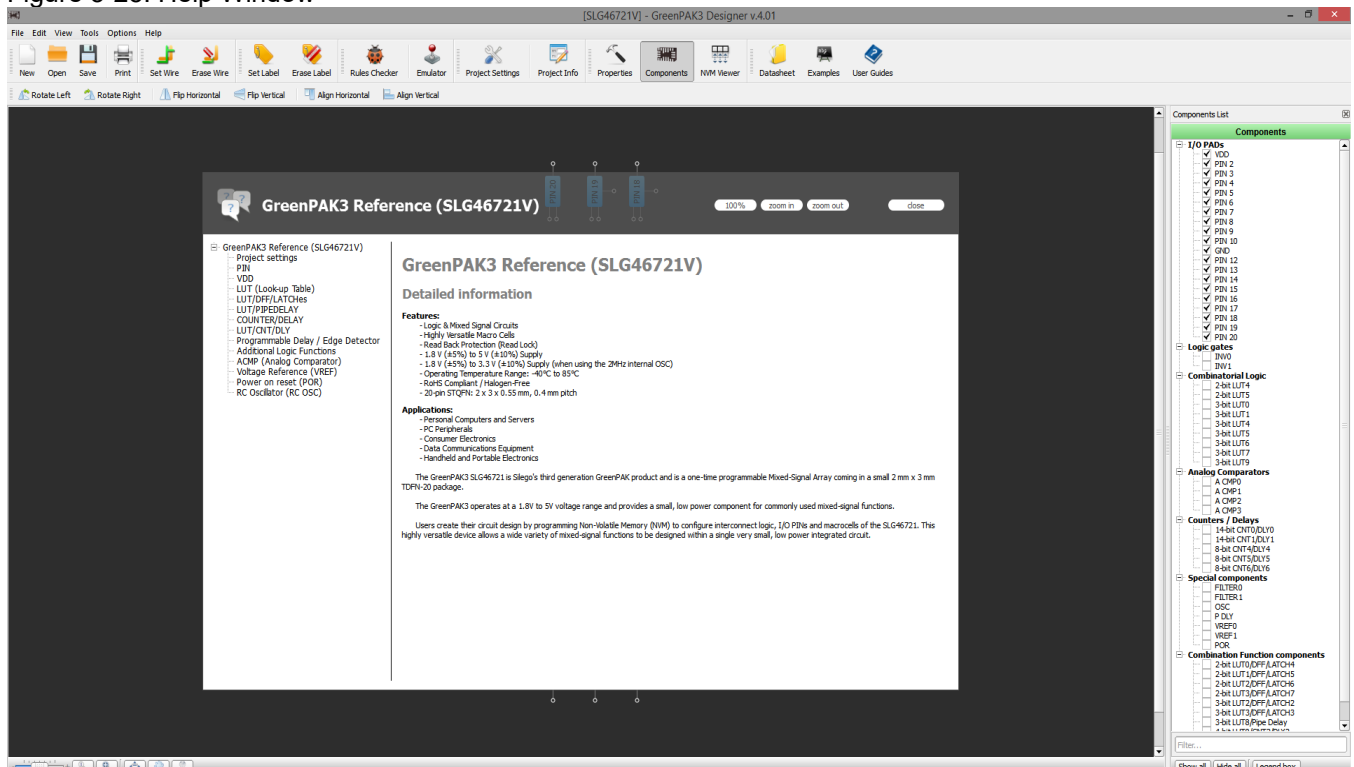 Figure 3-28. Help Window
[SLG46721V] - GreenPAK3 Designer v.4.01
File Edit View Tools Options Help
New Open Save Print Set Wire Erase Wire Set Label Erase Label Rules Checker Emulator Project Settings Project Info Properties Components NVM Viewer Datasheet Examples User Guides
Rotate Left Rotate Right Flip Horizontal Flip Vertical Align Horizontal Align Vertical
PIN 20 PIN 19 PIN 18
GreenPAK3 Reference (SLG46721V)
100% zoom in zoom out close
GreenPAK3 Reference (SLG46721V)
Project settings
PIN
VDD
LUT (Look-up Table)
LUT/DFF/LATCHes
LUT/PIPEDELAY
COUNTER/DELAY
LUT/CNT/DLY
Programmable Delay / Edge Detector
Additional Logic Functions
ACMP (Analog Comparator)
Voltage Reference (VREF)
Power on reset (POR)
RC Oscillator (RC OSC)
GreenPAK3 Reference (SLG46721V)
Detailed information
Features:
- Logic & Mixed Signal Circuits
- Highly Versatile Macro Cells
- Read Back Protection (Read Lock)
- 1.8 V (±5%) to 5 V (±10%) Supply
- 1.8 V (±5%) to 3.3 V (±10%) Supply (when using the 2MHz internal OSC)
- Operating Temperature Range: -40°C to 85°C
- RoHS Compliant / Halogen-Free
- 20-pin STQFN: 2 x 3 x 0.55 mm, 0.4 mm pitch
Applications:
- Personal Computers and Servers
- PC Peripherals
- Consumer Electronics
- Data Communications Equipment
- Handheld and Portable Electronics
The GreenPAK3 SLG46721 is Silego's third generation GreenPAK product and is a one-time programmable Mixed-Signal Array coming in a small 2 mm x 3 mm
TDFN-20 package.
The GreenPAK3 operates at a 1.8V to 5V voltage range and provides a small, low power component for commonly used mixed-signal functions.
Users create their circuit design by programming Non-Volatile Memory (NVM) to configure interconnect logic, I/O PINs and macrocells of the SLG46721. This
highly versatile device allows a wide variety of mixed-signal functions to be designed within a single very small, low power integrated circuit.
Components List
Components
I/O PADs
VDD
PIN 2
PIN 3
PIN 4
PIN 5
PIN 6
PIN 7
PIN 8
PIN 9
PIN 10
GND
PIN 12
PIN 13
PIN 14
PIN 15
PIN 16
PIN 17
PIN 18
PIN 19
PIN 20
Logic gates
INV0
INV1
Combinatorial Logic
2-bit LUT4
2-bit LUT5
3-bit LUT0
3-bit LUT1
3-bit LUT4
3-bit LUT5
3-bit LUT6
3-bit LUT7
3-bit LUT9
Analog Comparators
A CMP0
A CMP1
A CMP2
A CMP3
Counters / Delays
14-bit CNT0/DLY0
14-bit CNT1/DLY1
8-bit CNT4/DLY4
8-bit CNT5/DLY5
8-bit CNT6/DLY6
Special components
FILTER0
FILTER1
OSC
P DLY
VREF0
VREF1
POR
Combination Function components
2-bit LUT0/DFF/LATCH4
2-bit LUT1/DFF/LATCH5
2-bit LUT2/DFF/LATCH6
2-bit LUT3/DFF/LATCH7
3-bit LUT2/DFF/LATCH2
3-bit LUT3/DFF/LATCH3
3-bit LUT8/Pipe Delay
Filter...
Show all Hide all Legend box